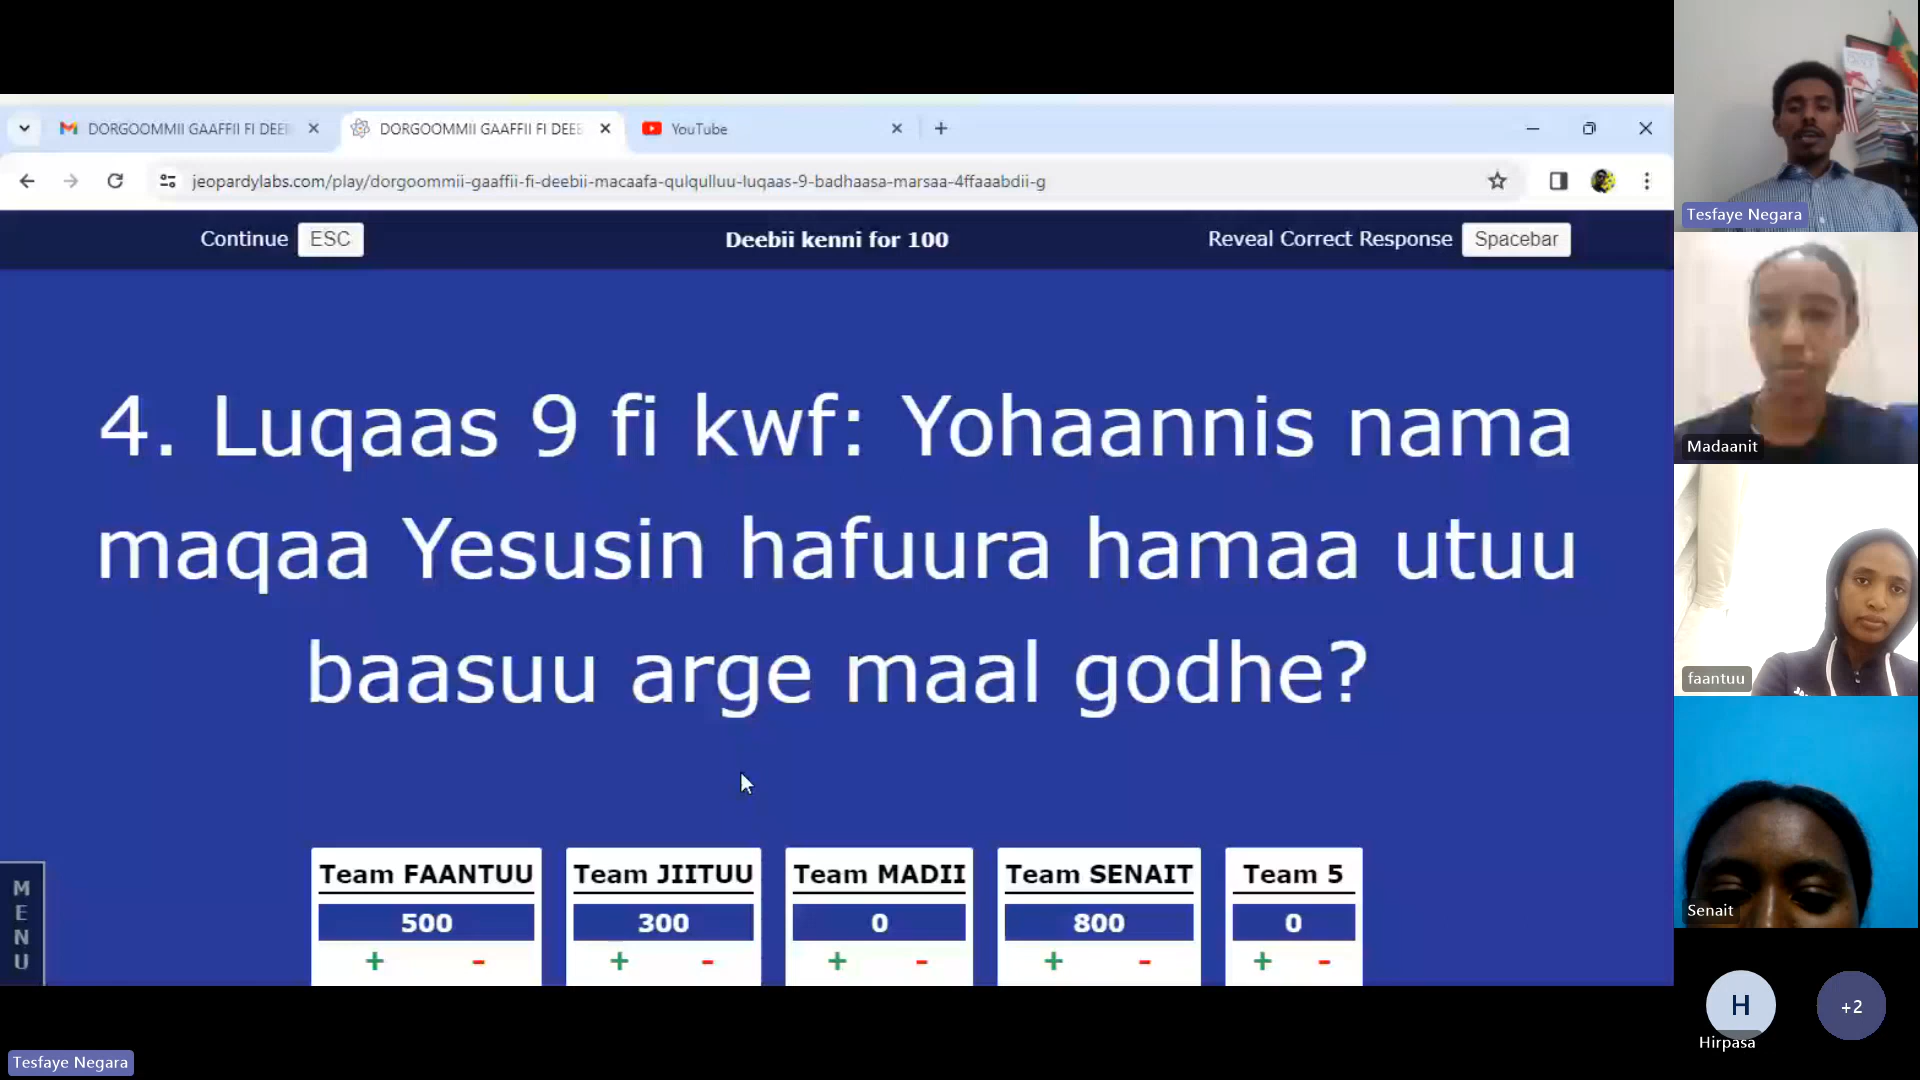 DORGOOMMII GAAFFII FI DEEI
DORGOOMMII GAAFFII FI DEEE
YouTube
jeopardylabs.com/play/dorgoommii-gaaffii-fi-deebii-macaafa-qulqulluu-luqaas-9-badhaasa-marsaa-4ffaaabdii-g
Continue ESC
Deebii kenni for 100
Reveal Correct Response Spacebar
4. Luqaas 9 fi kwf: Yohaannis nama
maqaa Yesusin hafuura hamaa utuu
baasuu arge maal godhe?
MENU
Team FAANTUU
500
+ -
Team JIITUU
300
+ -
Team MADII
0
+ -
Team SENAIT
800
+ -
Team 5
0
+ -
Tesfaye Negara
Madaanit
faantuu
Senait
H
Hirpasa
+2
Tesfaye Negara